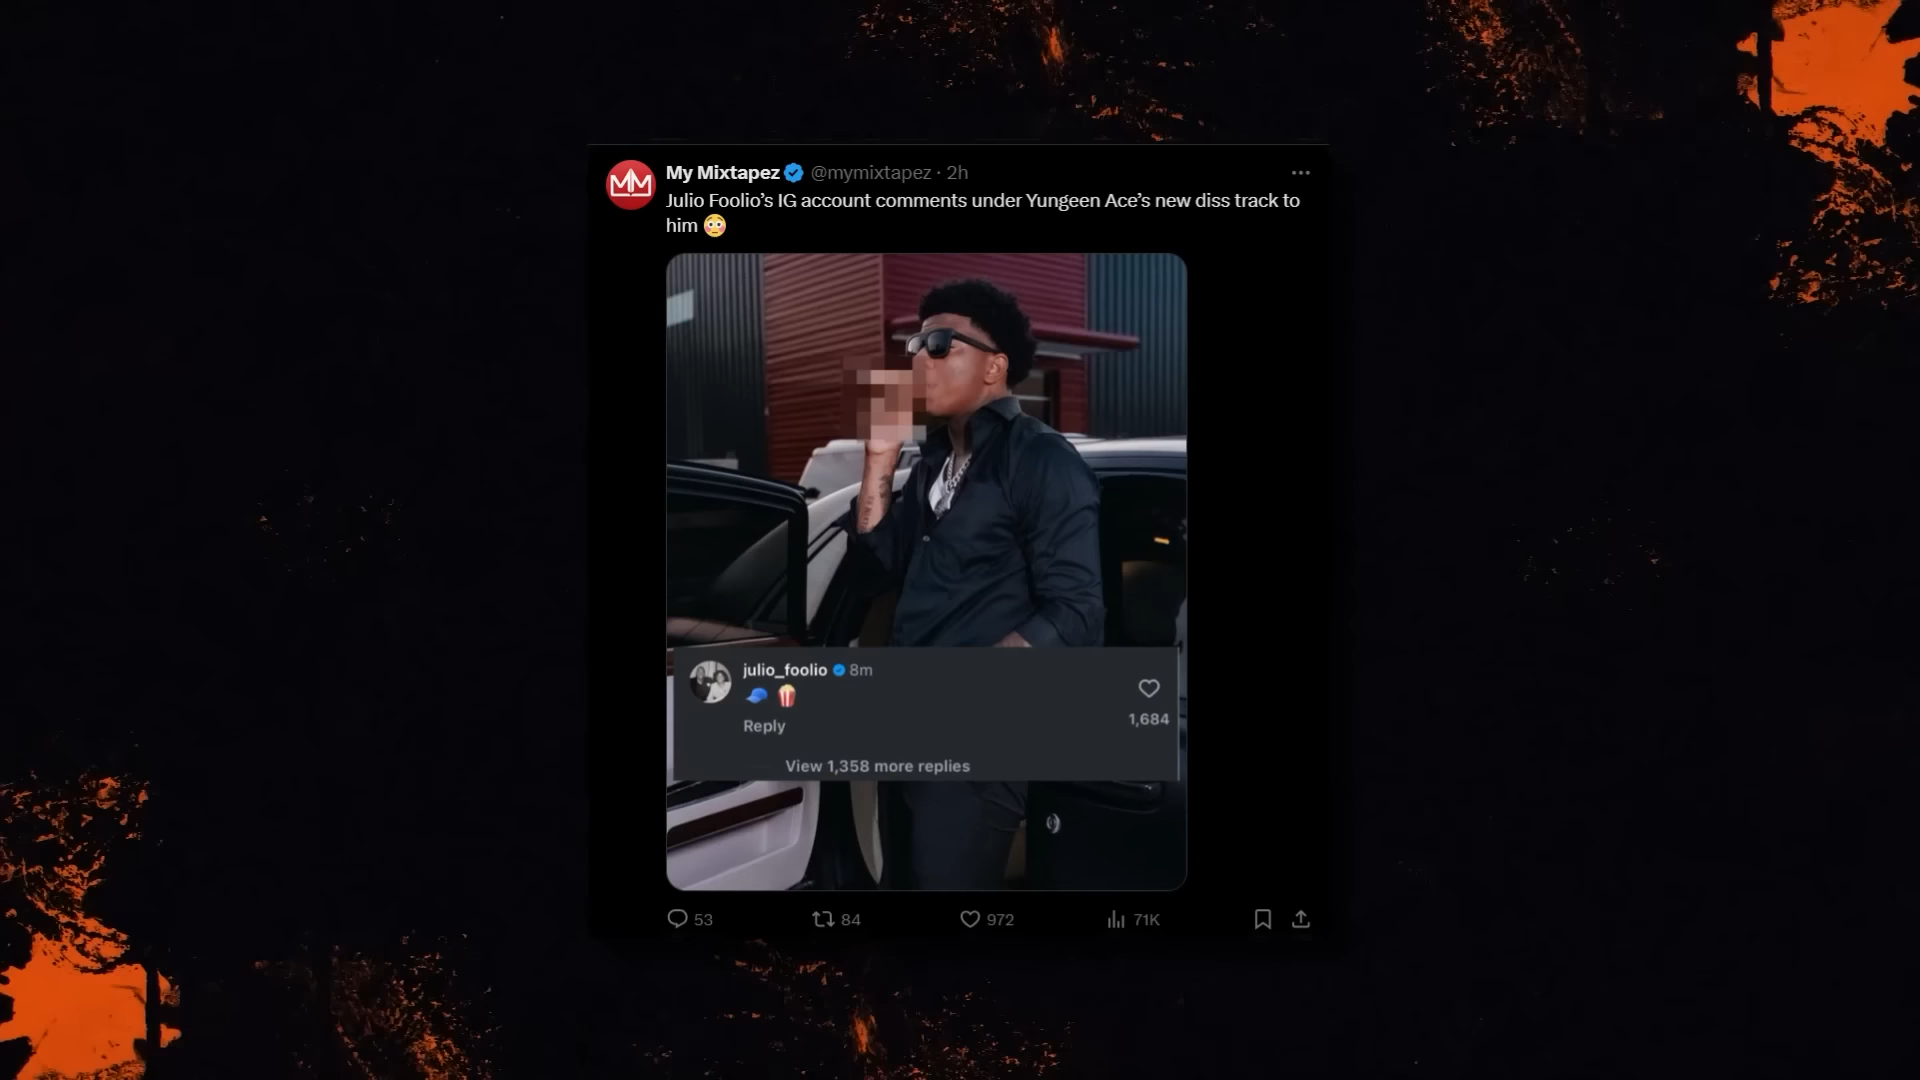 My Mixtapez @mymixtapez · 2h
Julio Foolio’s IG account comments under Yungeen Ace’s new diss track to
him 😳
julio_foolio 8m
🧢 🍿
Reply
1,684
View 1,358 more replies
53 84 972 71K